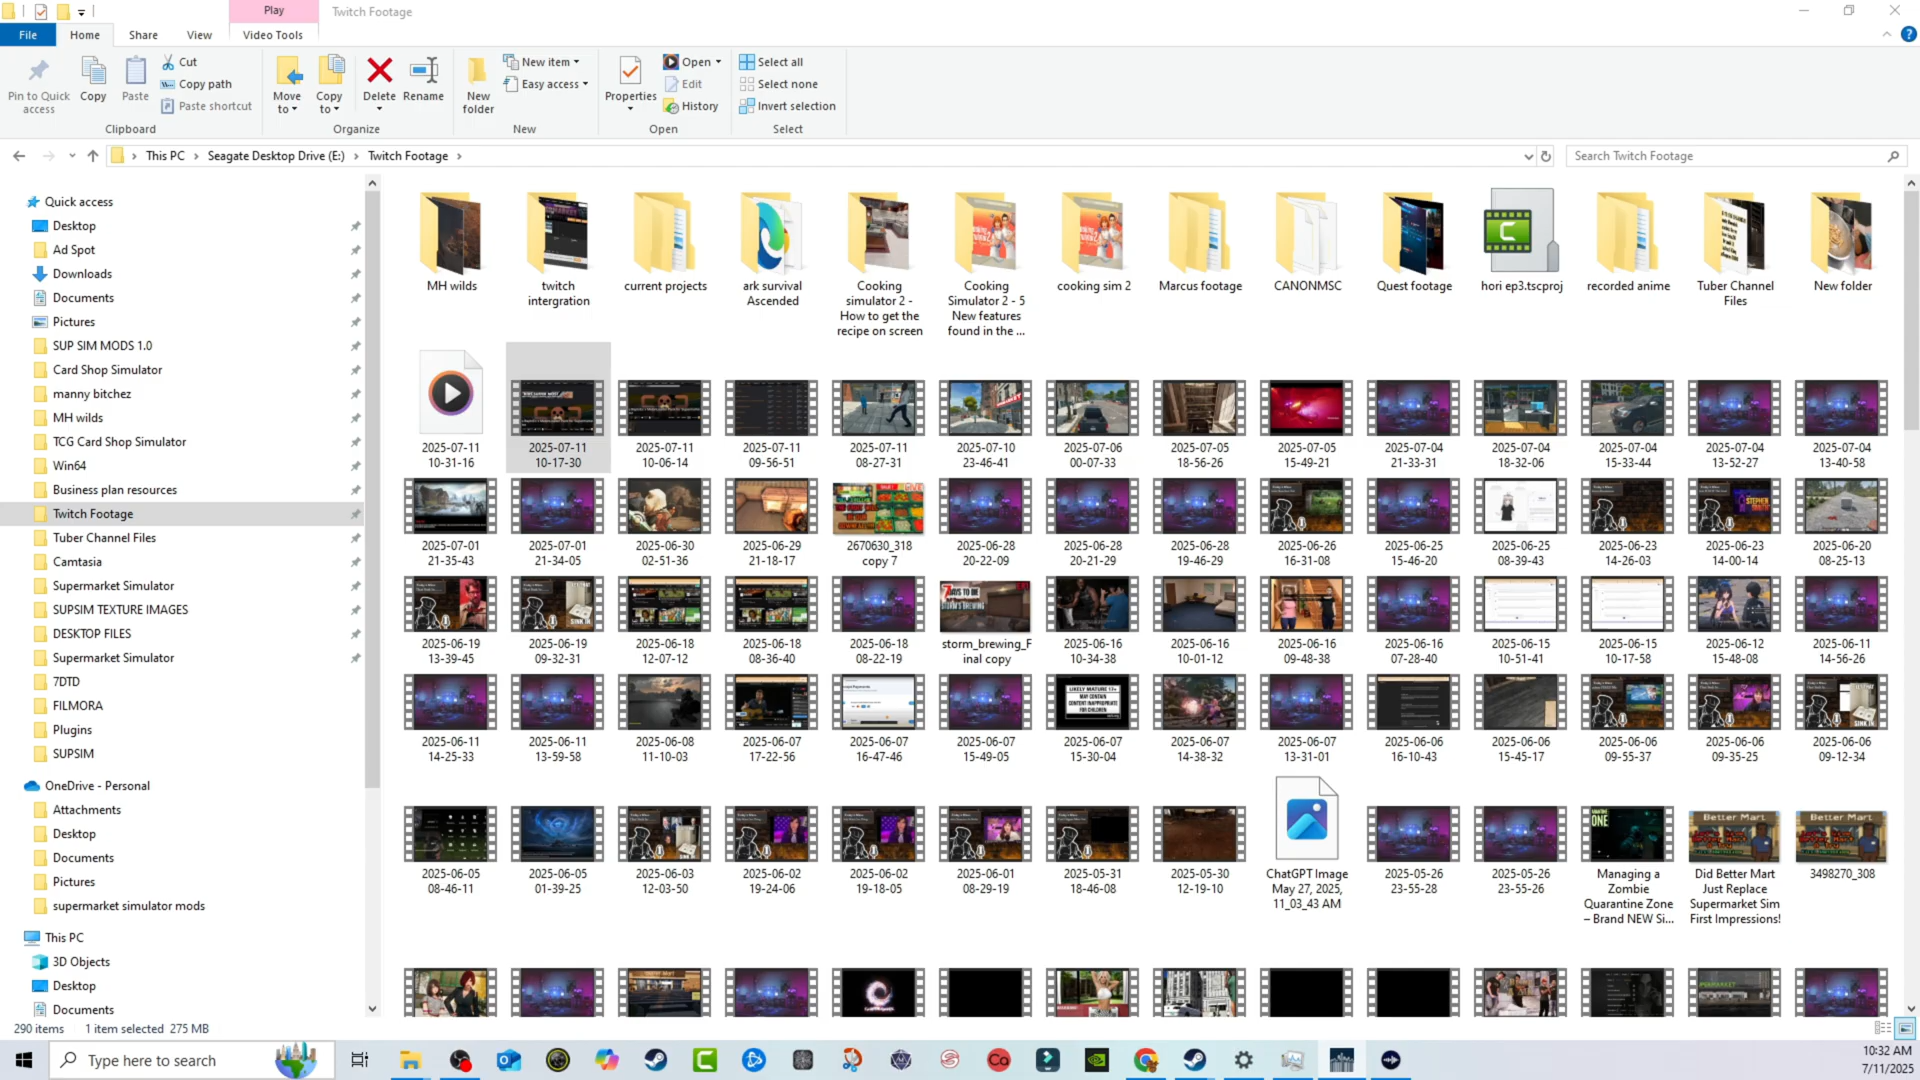 Play
Twitch Footage
File
Home
Share
View
Video Tools
Pin to Quick access
Copy
Paste
Cut
Copy path
Paste shortcut
Clipboard
Move to
Copy to
Delete
Rename
Organize
New folder
New item
Easy access
New
Properties
Open
Edit
History
Open
Select all
Select none
Invert selection
Select
This PC > Seagate Desktop Drive (E:) > Twitch Footage >
Search Twitch Footage
Quick access
Desktop
Ad Spot
Downloads
Documents
Pictures
SUP SIM MODS 1.0
Card Shop Simulator
manny bitchez
MH wilds
TCG Card Shop Simulator
Win64
Business plan resources
Twitch Footage
Tuber Channel Files
Camtasia
Supermarket Simulator
SUPSIM TEXTURE IMAGES
DESKTOP FILES
Supermarket Simulator
7DTD
FILMORA
Plugins
SUPSIM
OneDrive - Personal
Attachments
Desktop
Documents
Pictures
supermarket simulator mods
This PC
3D Objects
Desktop
Documents
MH wilds
twitch intergration
current projects
ark survival Ascended
Cooking simulator 2 - How to get the recipe on screen
Cooking Simulator 2 - 5 New features found in the ...
cooking sim 2
Marcus footage
CANONMSC
Quest footage
hori ep3.tscproj
recorded anime
Tuber Channel Files
New folder
2025-07-11 10-31-16
2025-07-11 10-17-30
2025-07-11 10-06-14
2025-07-11 09-56-51
2025-07-11 08-27-31
2025-07-10 23-46-41
2025-07-06 00-07-33
2025-07-05 18-56-26
2025-07-05 15-49-21
2025-07-04 21-33-31
2025-07-04 18-32-06
2025-07-04 15-33-44
2025-07-04 13-52-27
2025-07-04 13-40-58
2025-07-01 21-35-43
2025-07-01 21-34-05
2025-06-30 02-51-36
2025-06-29 21-18-17
2670630_318 copy 7
2025-06-28 20-22-09
2025-06-28 20-21-29
2025-06-28 19-46-29
2025-06-26 16-31-08
2025-06-25 15-46-20
2025-06-25 08-39-43
2025-06-23 14-26-03
2025-06-23 14-00-14
2025-06-20 08-25-13
2025-06-19 13-39-45
2025-06-19 09-32-31
2025-06-18 12-07-12
2025-06-18 08-36-40
2025-06-18 08-22-19
storm_brewing_Final copy
2025-06-16 10-34-38
2025-06-16 10-01-12
2025-06-16 09-48-38
2025-06-16 07-28-40
2025-06-15 10-51-41
2025-06-15 10-17-58
2025-06-12 15-48-08
2025-06-11 14-56-26
2025-06-11 14-25-33
2025-06-11 13-59-58
2025-06-08 11-10-03
2025-06-07 17-22-56
2025-06-07 16-47-46
2025-06-07 15-49-05
2025-06-07 15-30-04
2025-06-07 14-38-32
2025-06-07 13-31-01
2025-06-06 16-10-43
2025-06-06 15-45-17
2025-06-06 09-55-37
2025-06-06 09-35-25
2025-06-06 09-12-34
2025-06-05 08-46-11
2025-06-05 01-39-25
2025-06-03 12-03-50
2025-06-02 19-24-06
2025-06-02 19-18-05
2025-06-01 08-29-19
2025-05-31 18-46-08
2025-05-30 12-19-10
ChatGPT Image May 27, 2025, 11_03_43 AM
2025-05-26 23-55-28
2025-05-26 23-55-26
Managing a Zombie Quarantine Zone – Brand NEW Si...
Did Better Mart Just Replace Supermarket Sim First Impressions!
3498270_308
290 items
1 item selected 275 MB
Type here to search
10:32 AM
7/11/2025